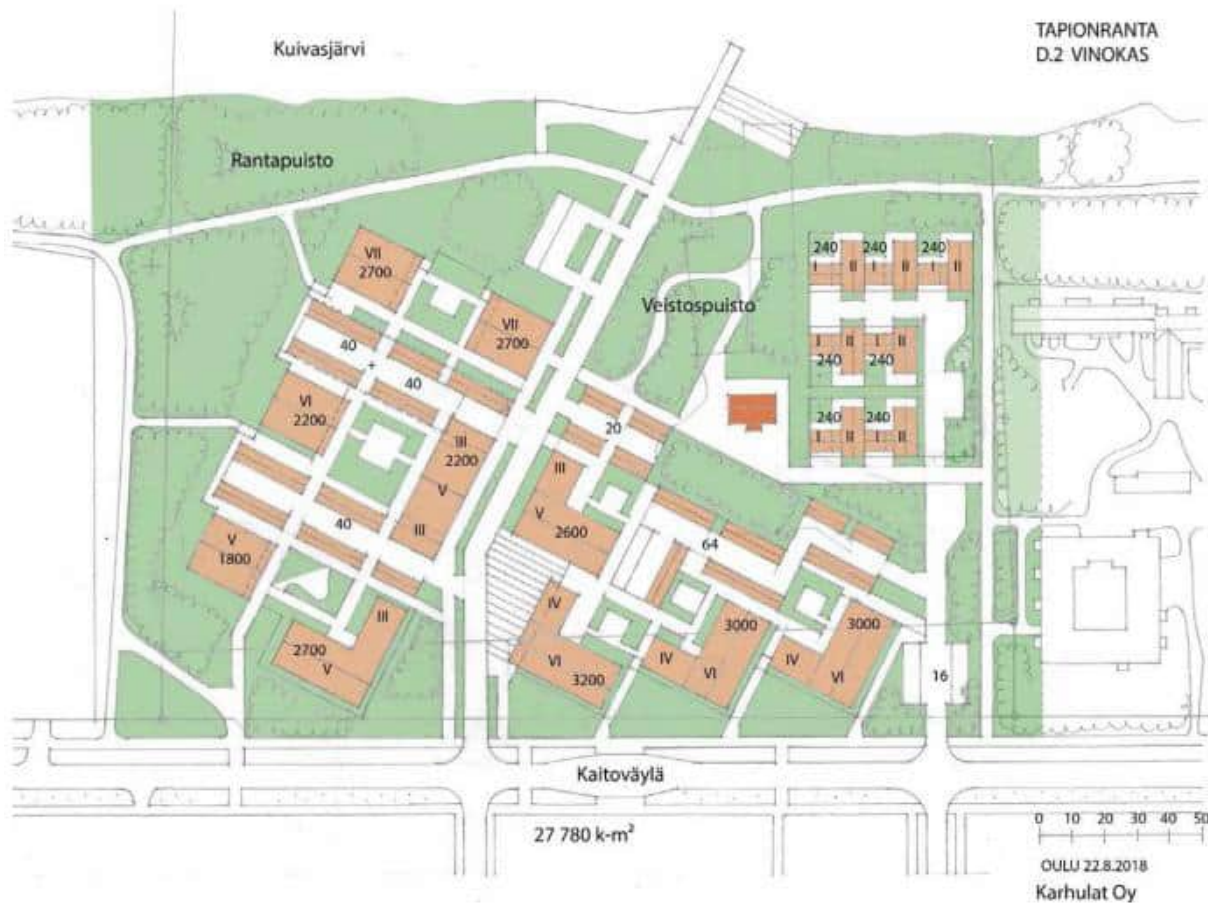 Kuivasjärvi
TAPIONRANTA
D.2 VINOKAS
Rantapuisto
Veistospuisto
VII
2700
VII
2700
240 240 240
I II I II I II
I II I II
240 240
240 240
I II I II
40
40
20
VI
2200
III
2200
V
III
III
V 2600
40
64
V
1800
III
2700
V
IV
VI
3200
3000
IV
VI
3000
IV
VI
16
Kaitoväylä
27 780 k-m²
0 10 20 30 40 50
OULU 22.8.2018
Karhulat Oy